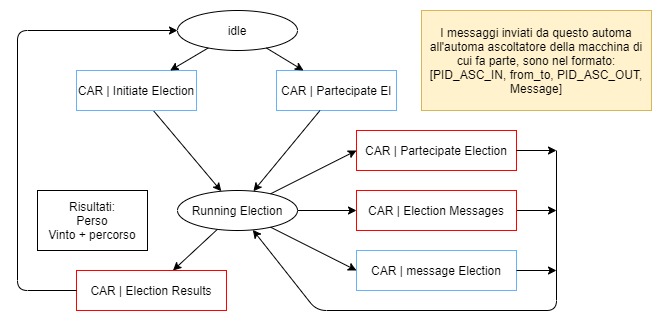 idle
I messaggi inviati da questo automa
all'automa ascoltatore della macchina di
cui fa parte, sono nel formato:
[PID_ASC_IN, from_to, PID_ASC_OUT,
Message]
CAR | Initiate Election
CAR | Partecipate El
CAR | Partecipate Election
Risultati:
Perso
Vinto + percorso
Running Election
CAR | Election Messages
CAR | message Election
CAR | Election Results